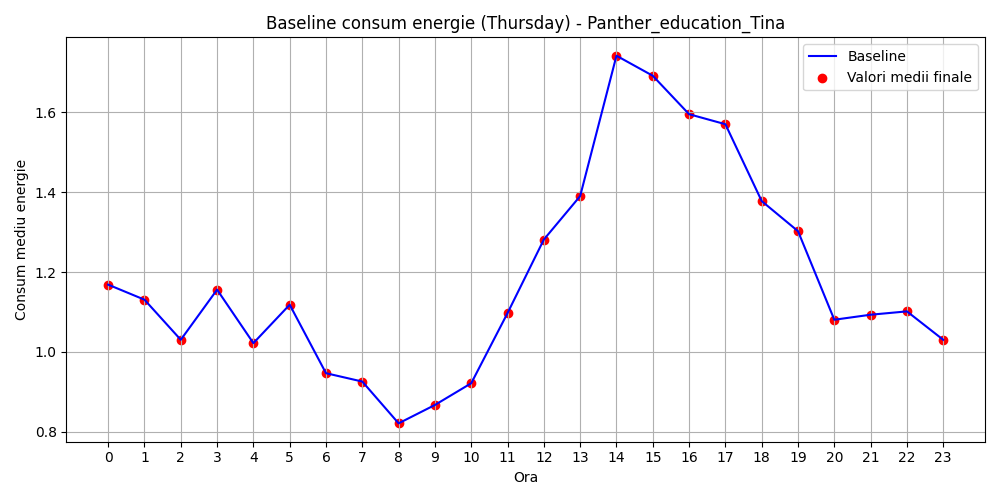 Baseline consum energie (Thursday) - Panther_education_Tina
Baseline
Valori medii finale
Consum mediu energie
1.6
1.4
1.2
1.0
0.8
0 1 2 3 4 5 6 7 8 9 10 11 12 13 14 15 16 17 18 19 20 21 22 23
Ora